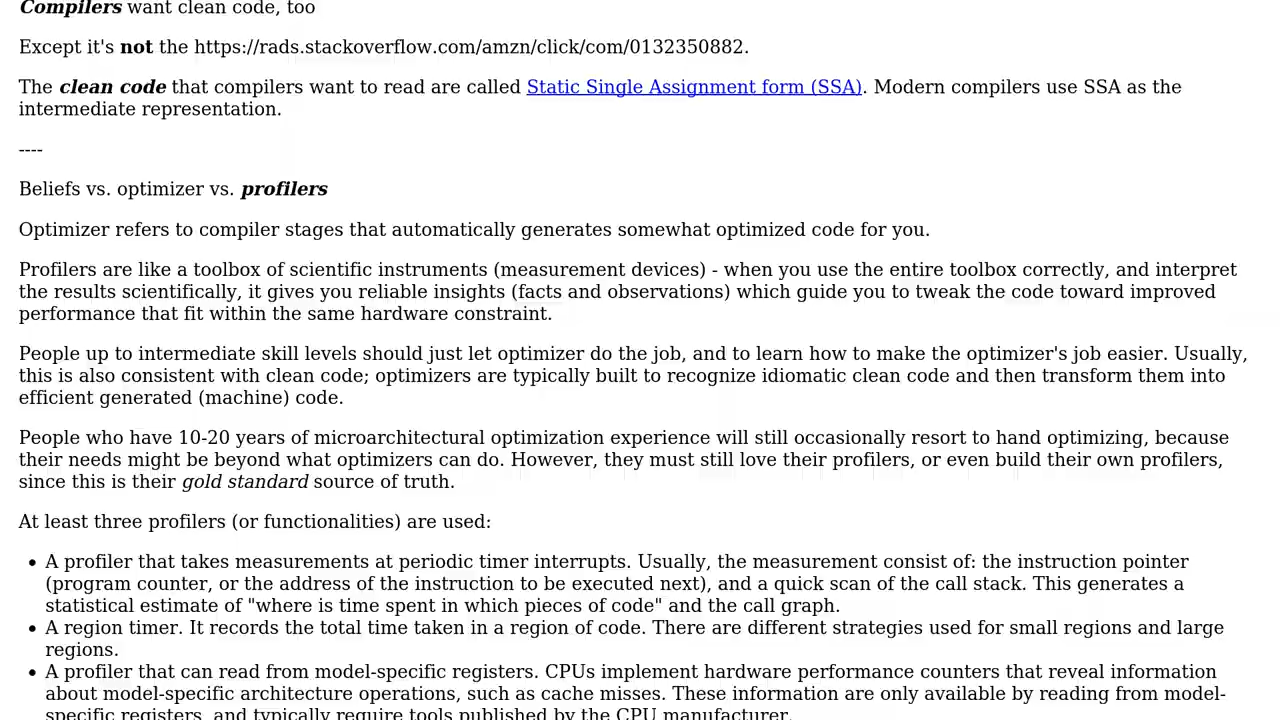 Compilers want clean code, too
Except it's not the https://rads.stackoverflow.com/amzn/click/com/0132350882.
The clean code that compilers want to read are called Static Single Assignment form (SSA). Modern compilers use SSA as the
intermediate representation.
----
Beliefs vs. optimizer vs. profilers
Optimizer refers to compiler stages that automatically generates somewhat optimized code for you.
Profilers are like a toolbox of scientific instruments (measurement devices) - when you use the entire toolbox correctly, and interpret
the results scientifically, it gives you reliable insights (facts and observations) which guide you to tweak the code toward improved
performance that fit within the same hardware constraint.
People up to intermediate skill levels should just let optimizer do the job, and to learn how to make the optimizer's job easier. Usually,
this is also consistent with clean code; optimizers are typically built to recognize idiomatic clean code and then transform them into
efficient generated (machine) code.
People who have 10-20 years of microarchitectural optimization experience will still occasionally resort to hand optimizing, because
their needs might be beyond what optimizers can do. However, they must still love their profilers, or even build their own profilers,
since this is their gold standard source of truth.
At least three profilers (or functionalities) are used:
• A profiler that takes measurements at periodic timer interrupts. Usually, the measurement consist of: the instruction pointer
(program counter, or the address of the instruction to be executed next), and a quick scan of the call stack. This generates a
statistical estimate of "where is time spent in which pieces of code" and the call graph.
• A region timer. It records the total time taken in a region of code. There are different strategies used for small regions and large
regions.
• A profiler that can read from model-specific registers. CPUs implement hardware performance counters that reveal information
about model-specific architecture operations, such as cache misses. These information are only available by reading from model-
specific registers, and typically require tools published by the CPU manufacturer.